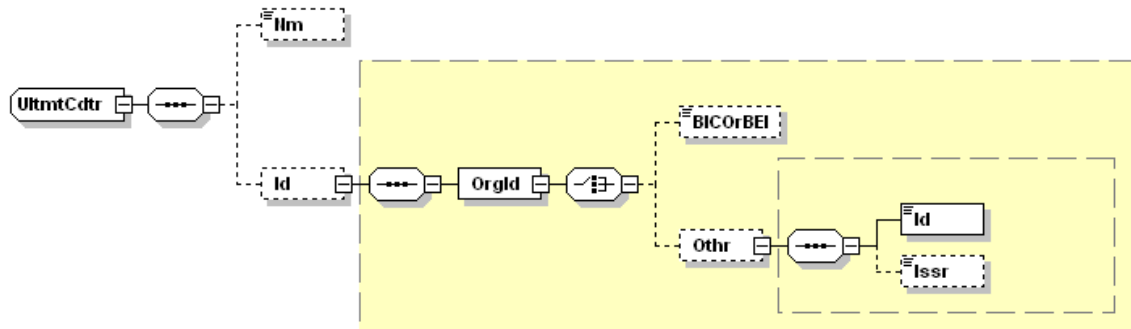 Nm
UltmtCdtr
BICOrBEI
Id
OrgId
Id
Othr
Issr